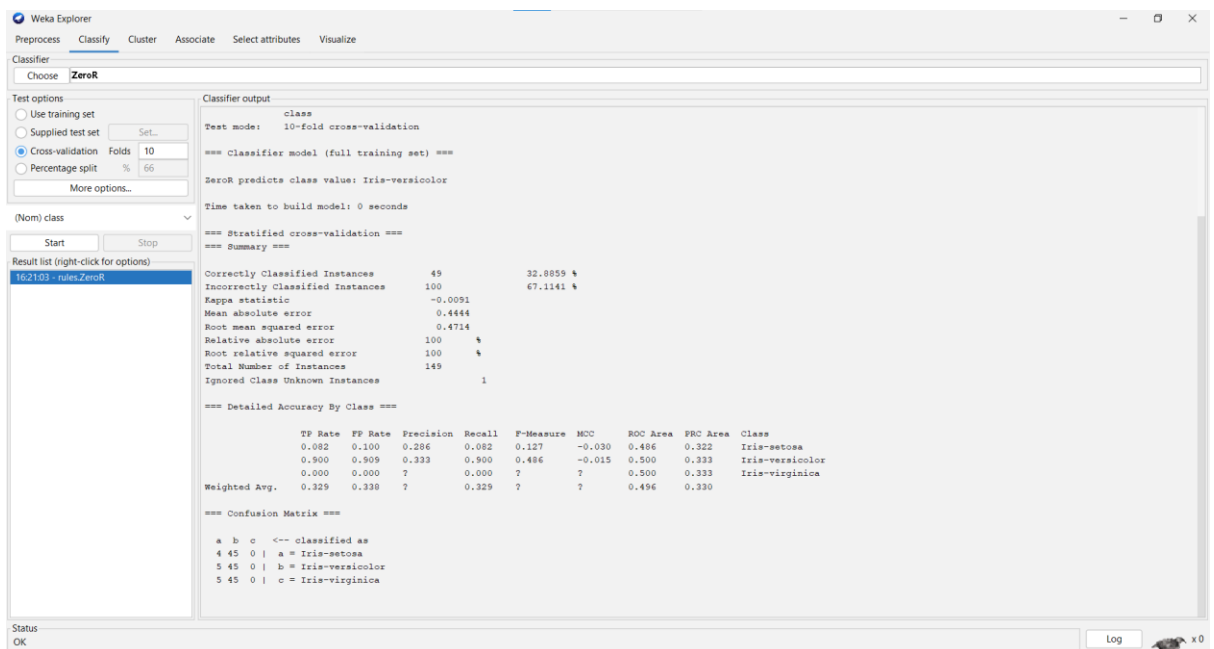 Weka Explorer
Preprocess Classify Cluster Associate Select attributes Visualize
Classifier
Choose ZeroR
Test options
Use training set
Supplied test set Set...
Cross-validation Folds 10
Percentage split % 66
More options...
(Nom) class
Start Stop
Result list (right-click for options)
16:21:03 - rules.ZeroR
Classifier output
class
Test mode: 10-fold cross-validation
=== Classifier model (full training set) ===
ZeroR predicts class value: Iris-versicolor
Time taken to build model: 0 seconds
=== Stratified cross-validation ===
=== Summary ===
Correctly Classified Instances 49 32.8859 %
Incorrectly Classified Instances 100 67.1141 %
Kappa statistic -0.0091
Mean absolute error 0.4444
Root mean squared error 0.4714
Relative absolute error 100 %
Root relative squared error 100 %
Total Number of Instances 149
Ignored Class Unknown Instances 1
=== Detailed Accuracy By Class ===
TP Rate FP Rate Precision Recall F-Measure MCC ROC Area PRC Area Class
0.082 0.100 0.286 0.082 0.127 -0.030 0.486 0.322 Iris-setosa
0.900 0.909 0.333 0.900 0.486 -0.015 0.500 0.333 Iris-versicolor
0.000 0.000 ? 0.000 ? ? 0.500 0.333 Iris-virginica
Weighted Avg. 0.329 0.338 ? 0.329 ? ? 0.496 0.330
=== Confusion Matrix ===
a b c <-- classified as
4 45 0 | a = Iris-setosa
5 45 0 | b = Iris-versicolor
5 45 0 | c = Iris-virginica
Status
OK
Log x 0